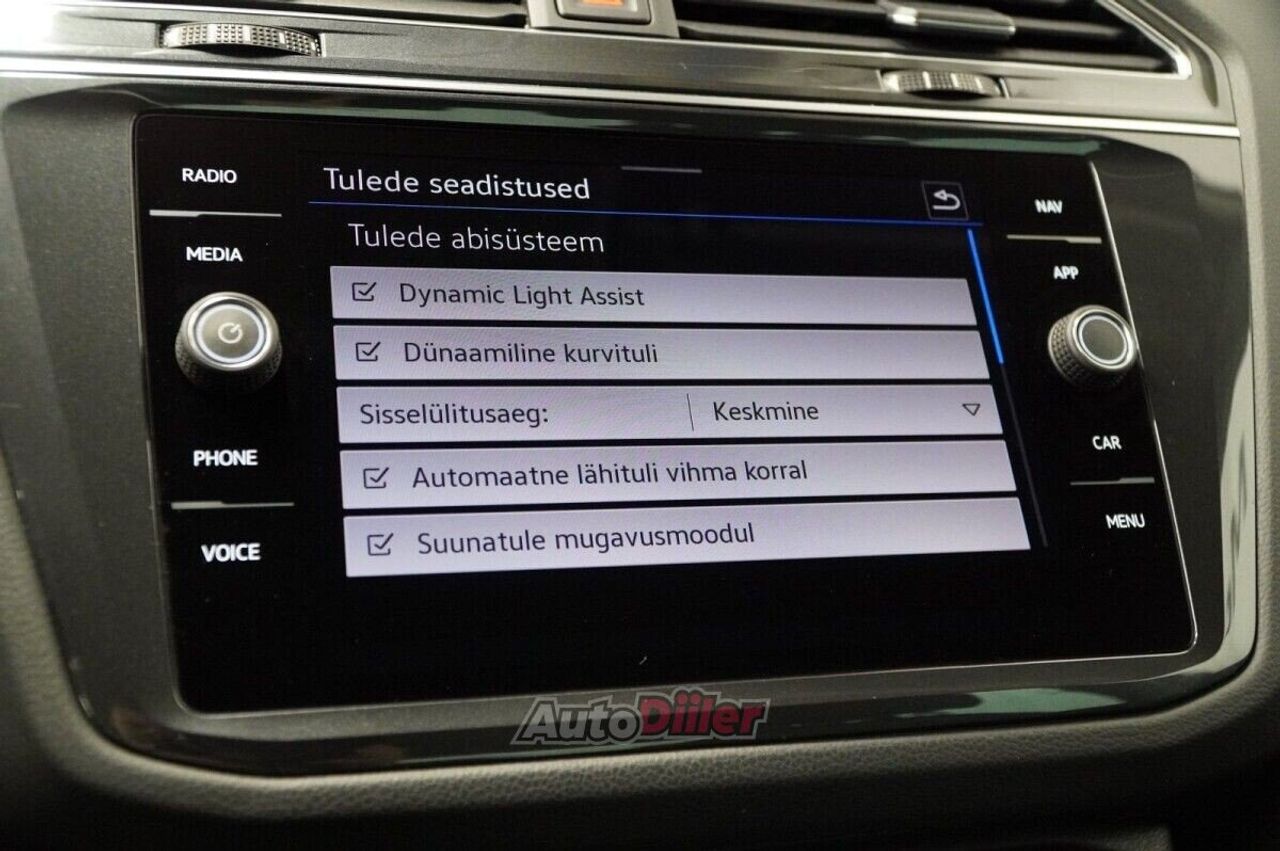 RADIO
MEDIA
PHONE
VOICE
Tulede seadistused
Tulede abisüsteem
Dynamic Light Assist
Dünaamiline kurvituli
Sisselülitusaeg: Keskmine
Automaatne lähituli vihma korral
Suunatule mugavusmoodul
NAV
APP
CAR
MENU
AutoDiiler